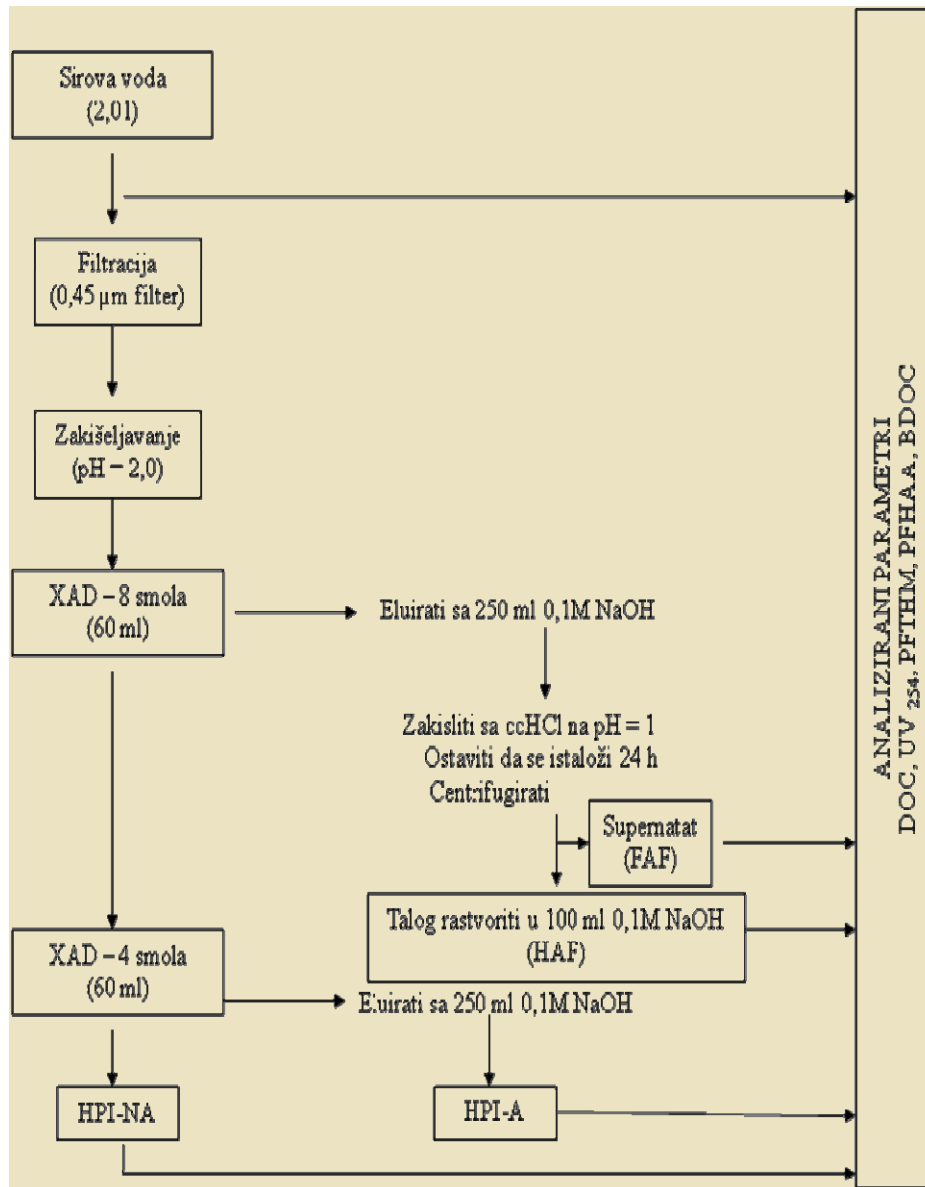 Sirova voda
(2,0 l)
Filtracija
(0,45 µm filter)
Zakišeljavanje
(pH = 2,0)
XAD – 8 smola
(60 ml)
Eluirati sa 250 ml 0,1M NaOH
Zakisliti sa ccHCl na pH = 1
Ostaviti da se istaloži 24 h
Centrifugirati
Supernatat
(FAF)
Talog rastvoriti u 100 ml 0,1M NaOH
(HAF)
XAD – 4 smola
(60 ml)
Eluirati sa 250 ml 0,1M NaOH
HPI-NA
HPI-A
ANALIZIRANI PARAMETRI
DOC, UV254, PFTHM, PFHAA, BDOC